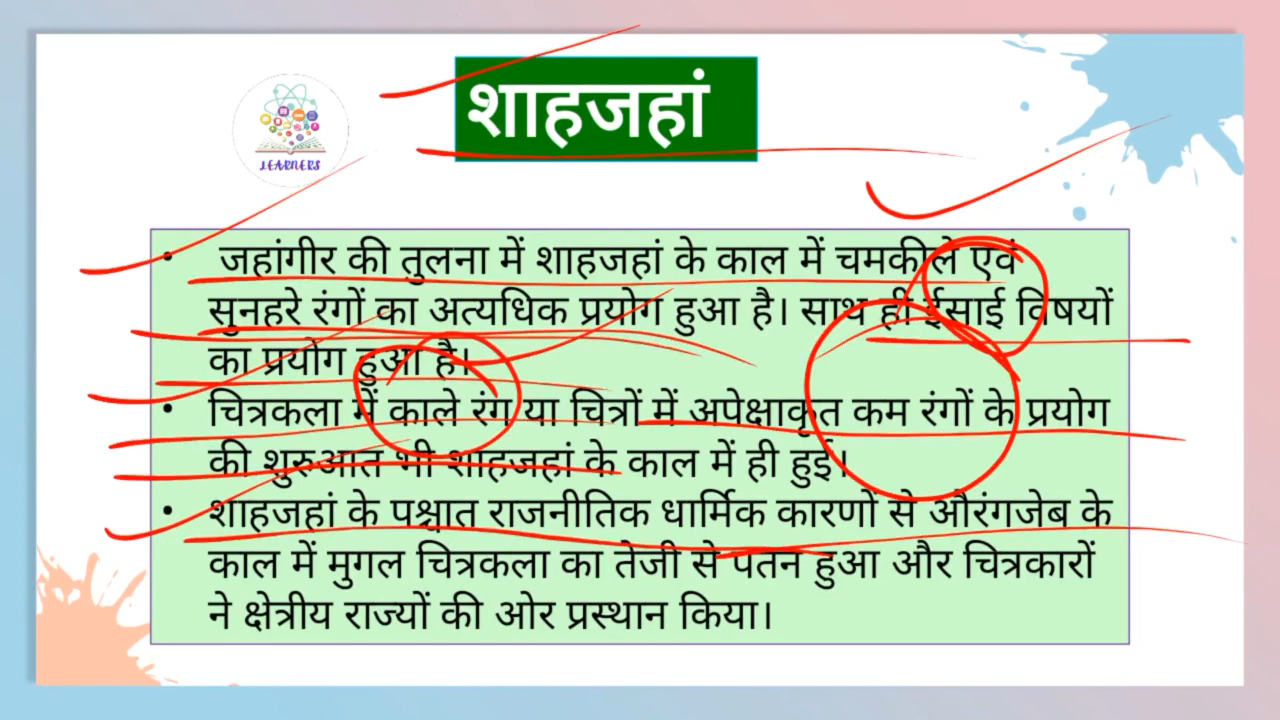 शाहजहां
LEARNERS
• जहांगीर की तुलना में शाहजहां के काल में चमकीले एवं
सुनहरे रंगों का अत्यधिक प्रयोग हुआ है। साथ ही ईसाई विषयों
का प्रयोग हुआ है।
• चित्रकला में काले रंग या चित्रों में अपेक्षाकृत कम रंगों के प्रयोग
की शुरुआत भी शाहजहां के काल में ही हुई।
• शाहजहां के पश्चात राजनीतिक धार्मिक कारणों से औरंगजेब के
काल में मुगल चित्रकला का तेजी से पतन हुआ और चित्रकारों
ने क्षेत्रीय राज्यों की ओर प्रस्थान किया।